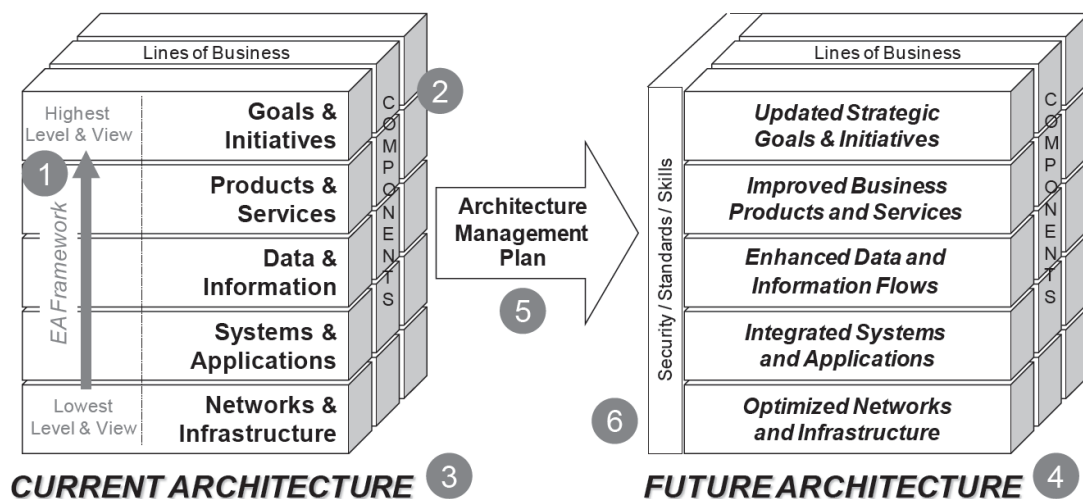 Lines of Business
2
COMPONENTS
Highest
Level & View
Goals &
Initiatives
1
EA Framework
Products &
Services
Data &
Information
Systems &
Applications
Lowest
Level & View
Networks &
Infrastructure
CURRENT ARCHITECTURE
3
Architecture
Management
Plan
5
Lines of Business
COMPONENTS
Security / Standards / Skills
Updated Strategic
Goals & Initiatives
Improved Business
Products and Services
Enhanced Data and
Information Flows
Integrated Systems
and Applications
6
Optimized Networks
and Infrastructure
FUTURE ARCHITECTURE
4